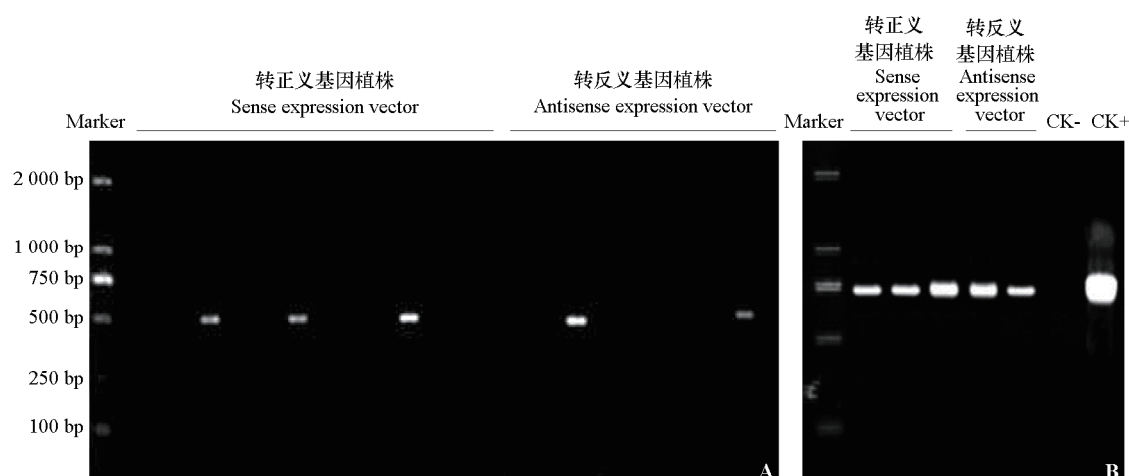 转正义基因植株
Sense expression vector
转反义基因植株
Antisense expression vector
Marker
2 000 bp
1 000 bp
750 bp
500 bp
250 bp
100 bp
A
转正义
基因植株
Sense
expression
vector
转反义
基因植株
Antisense
expression
vector
Marker
CK- CK+
B